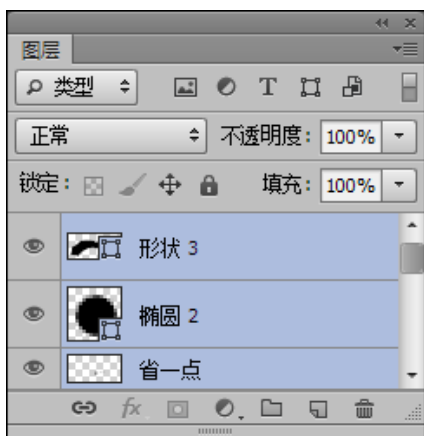 图层
类型
正常 不透明度: 100%
锁定: 填充: 100%
形状 3
椭圆 2
省一点
fx